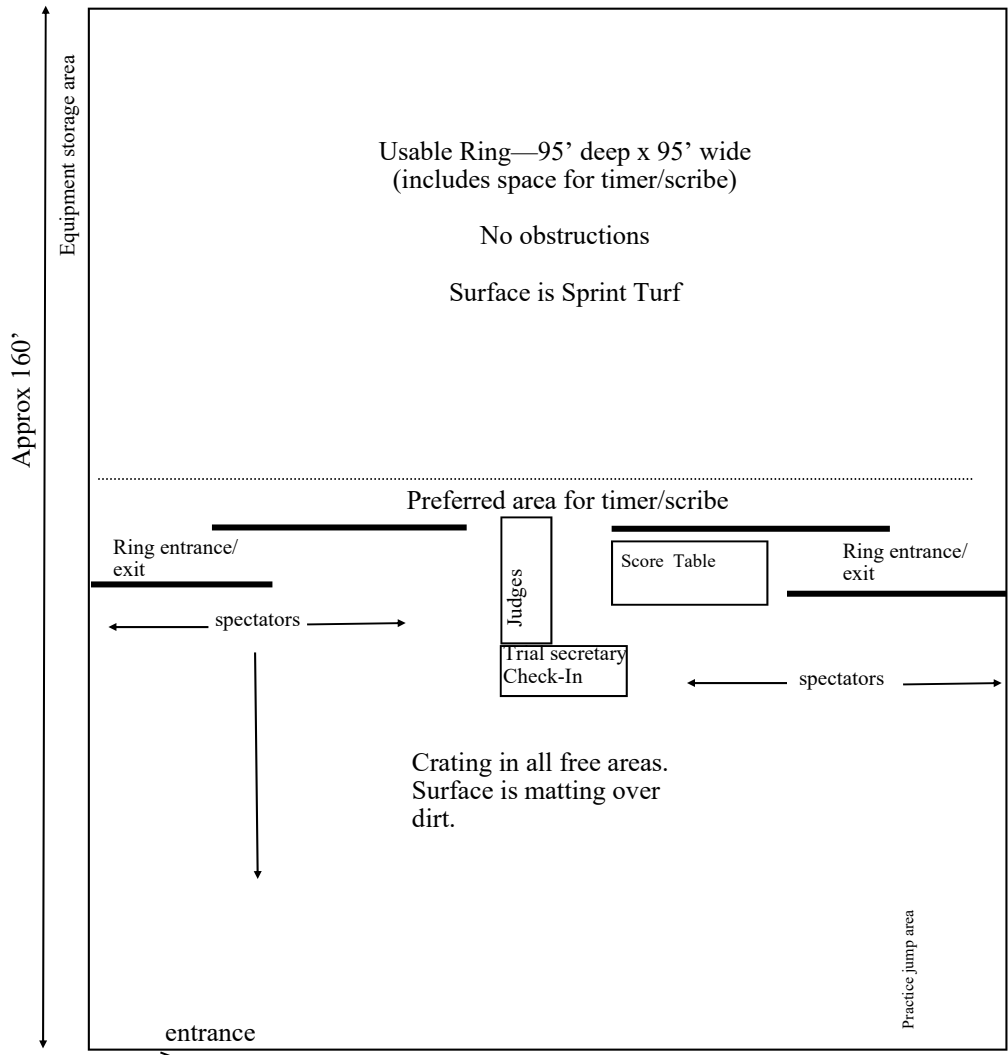 Equipment storage area
Usable Ring—95’ deep x 95’ wide
(includes space for timer/scribe)
No obstructions
Surface is Sprint Turf
Approx 160’
Preferred area for timer/scribe
Ring entrance/
exit
Judges
Score Table
Ring entrance/
exit
spectators
Trial secretary
Check-In
spectators
Crating in all free areas.
Surface is matting over
dirt.
Practice jump area
entrance